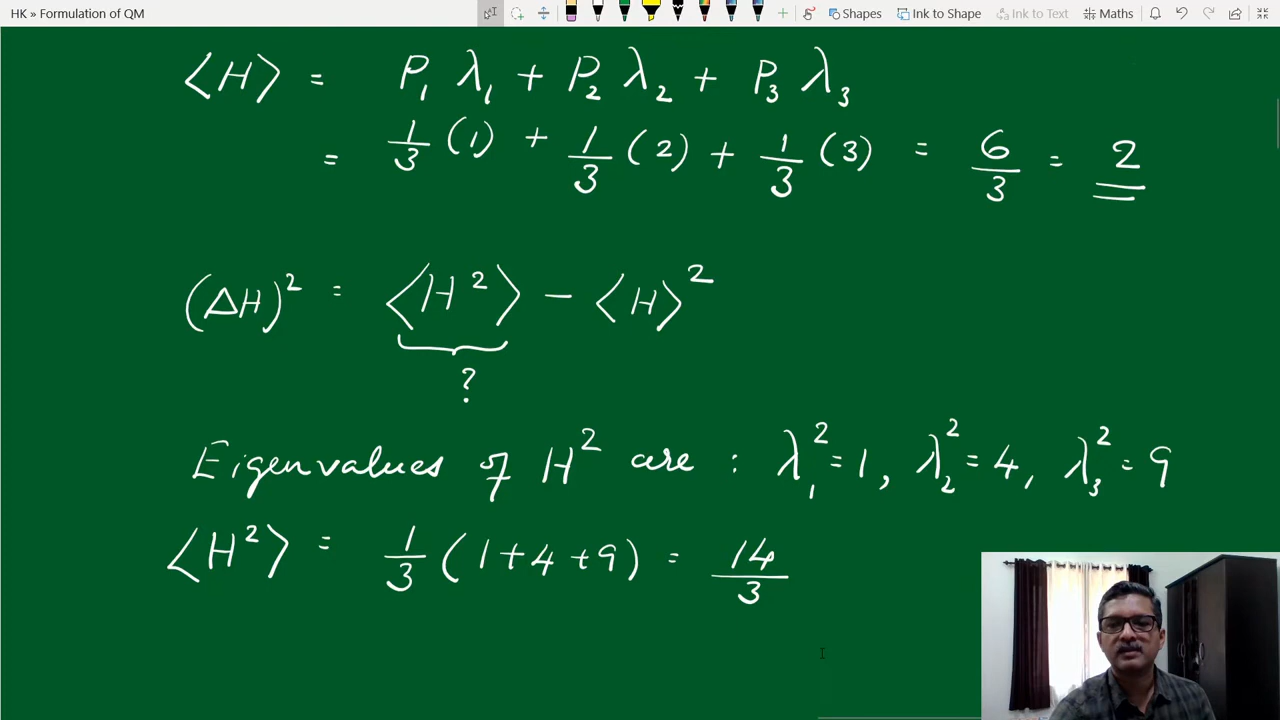 HK » Formulation of QM
Shapes Ink to Shape Ink to Text Maths
⟨H⟩ = P₁ λ₁ + P₂ λ₂ + P₃ λ₃
= 1/3 (1) + 1/3 (2) + 1/3 (3) = 6/3 = 2
(ΔH)² = ⟨H²⟩ − ⟨H⟩²
?
Eigenvalues of H² are : λ₁² = 1, λ₂² = 4, λ₃² = 9
⟨H²⟩ = 1/3 (1+4+9) = 14/3